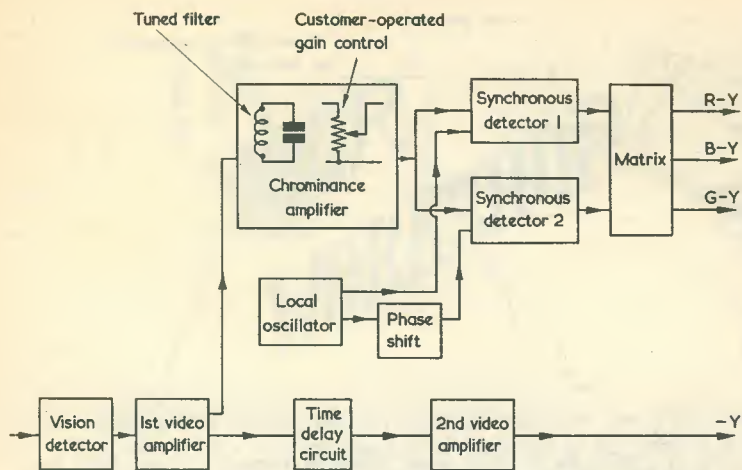 Tuned filter
Customer-operated
gain control
Chrominance
amplifier
Synchronous
detector 1
Synchronous
detector 2
Matrix
R-Y
B-Y
G-Y
Local
oscillator
Phase
shift
Vision
detector
1st video
amplifier
Time
delay
circuit
2nd video
amplifier
-Y